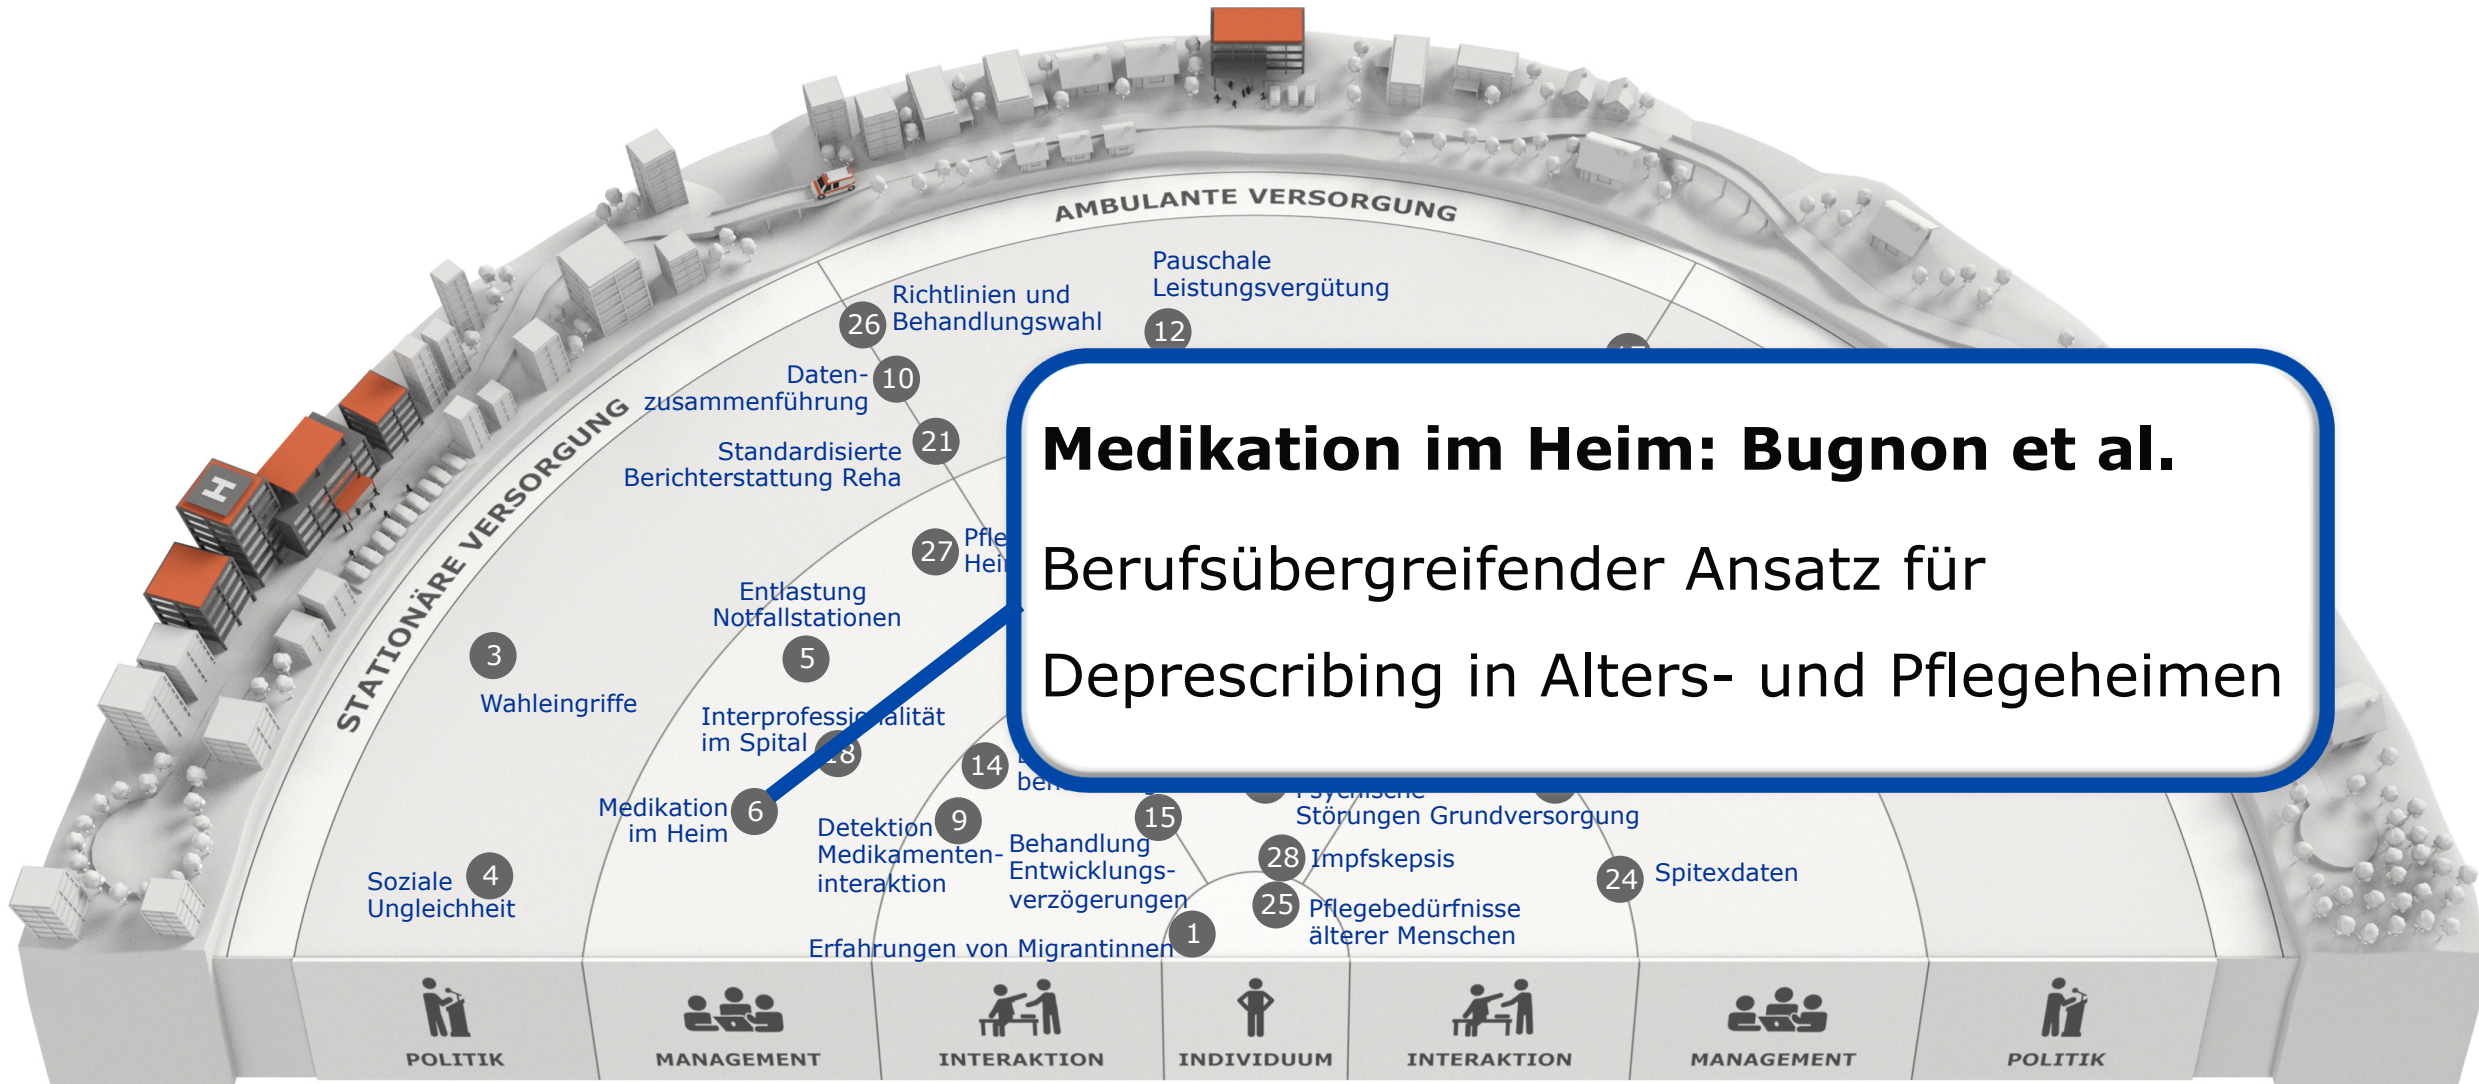 AMBULANTE VERSORGUNG
STATIONÄRE VERSORGUNG
H
Pauschale
Leistungsvergütung
12
Richtlinien und
Behandlungswahl
26
Daten-
zusammenführung
10
Standardisierte
Berichterstattung Reha
21
27
Entlastung
Notfallstationen
5
3
Wahleingriffe
Interprofessionalität
im Spital
18
Medikation
im Heim
6
14
Detektion
Medikamenten-
interaktion
9
15
Behandlung
Entwicklungs-
verzögerungen
Soziale
Ungleichheit
4
Erfahrungen von Migrantinnen
1
Psychische
Störungen Grundversorgung
28
Impfskepsis
25
Pflegebedürfnisse
älterer Menschen
24
Spitexdaten
Medikation im Heim: Bugnon et al.
Berufsübergreifender Ansatz für
Deprescribing in Alters- und Pflegeheimen
POLITIK
MANAGEMENT
INTERAKTION
INDIVIDUUM
INTERAKTION
MANAGEMENT
POLITIK